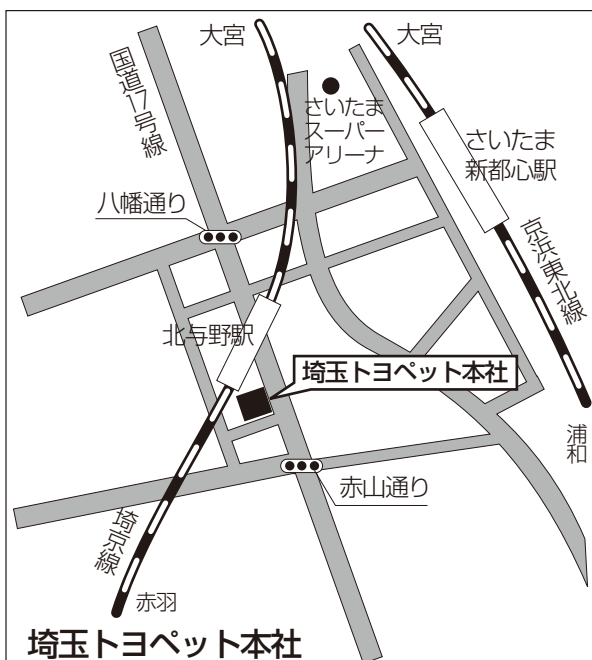 大宮
大宮
国道17号線
さいたま
スーパー
アリーナ
さいたま
新都心駅
八幡通り
京浜東北線
北与野駅
埼玉トヨペット本社
浦和
赤山通り
埼京線
赤羽
埼玉トヨペット本社